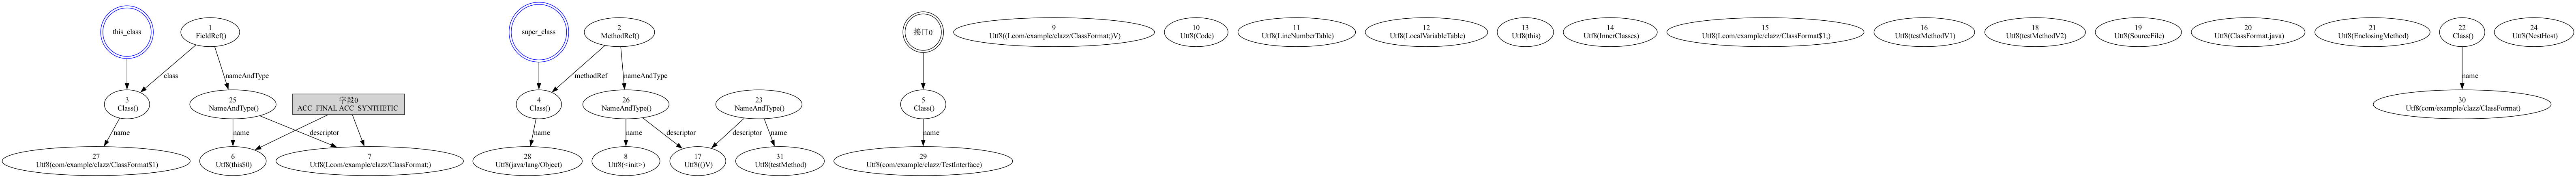 this_class
1
FieldRef()
super_class
2
MethodRef()
接口0
9
Utf8((Lcom/example/clazz/ClassFormat;)V)
10
Utf8(Code)
11
Utf8(LineNumberTable)
12
Utf8(LocalVariableTable)
13
Utf8(this)
14
Utf8(InnerClasses)
15
Utf8(Lcom/example/clazz/ClassFormat$1;)
16
Utf8(testMethodV1)
18
Utf8(testMethodV2)
19
Utf8(SourceFile)
20
Utf8(ClassFormat.java)
21
Utf8(EnclosingMethod)
22
Class()
24
Utf8(NestHost)
class
nameAndType
methodRef
nameAndType
name
3
Class()
25
NameAndType()
字段0
ACC_FINAL ACC_SYNTHETIC
4
Class()
26
NameAndType()
23
NameAndType()
5
Class()
30
Utf8(com/example/clazz/ClassFormat)
name
name
descriptor
name
name
descriptor
descriptor
name
name
27
Utf8(com/example/clazz/ClassFormat$1)
6
Utf8(this$0)
7
Utf8(Lcom/example/clazz/ClassFormat;)
28
Utf8(java/lang/Object)
8
Utf8(<init>)
17
Utf8(()V)
31
Utf8(testMethod)
29
Utf8(com/example/clazz/TestInterface)